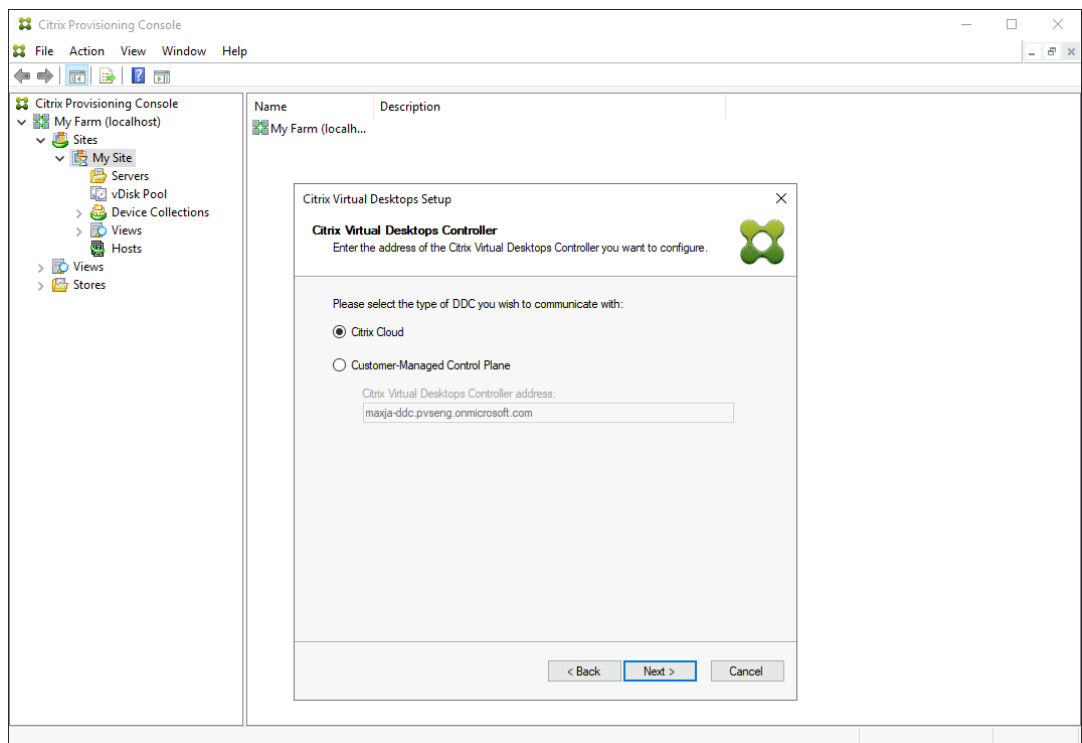 Citrix Provisioning Console
File Action View Window Help
Citrix Provisioning Console
My Farm (localhost)
Sites
My Site
Servers
vDisk Pool
Device Collections
Views
Hosts
Views
Stores
Name Description
My Farm (localh...
Citrix Virtual Desktops Setup
Citrix Virtual Desktops Controller
Enter the address of the Citrix Virtual Desktops Controller you want to configure.
Please select the type of DDC you wish to communicate with:
Citrix Cloud
Customer-Managed Control Plane
Citrix Virtual Desktops Controller address:
maxja-ddc.pvseng.onmicrosoft.com
< Back Next > Cancel